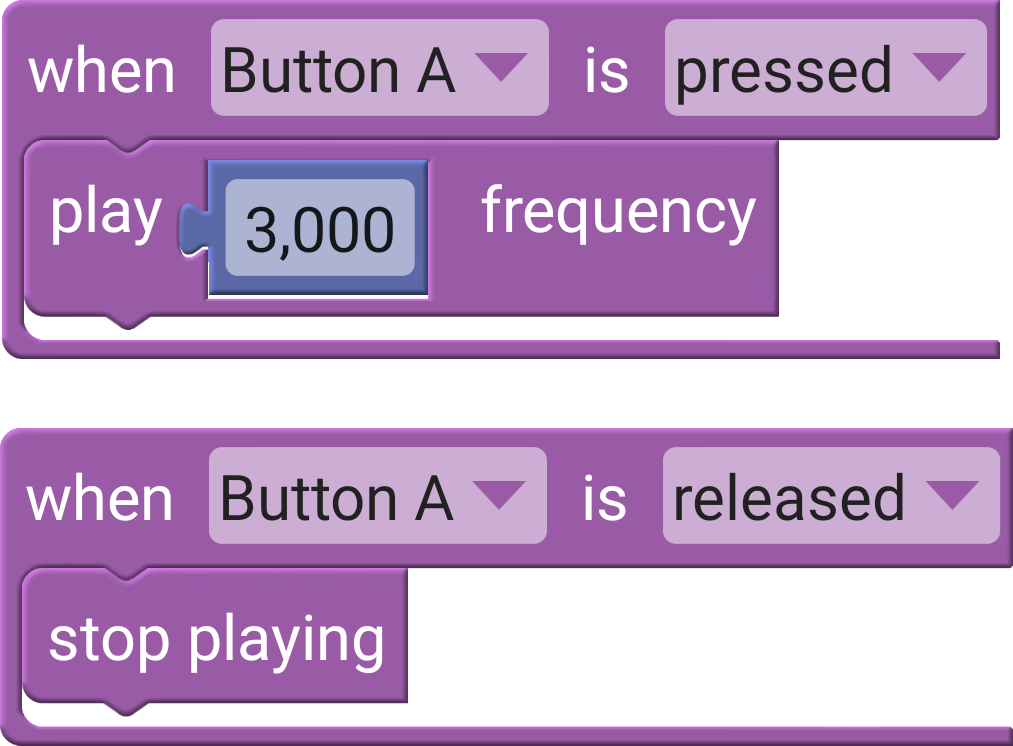 when Button A is pressed
play 3,000 frequency
when Button A is released
stop playing